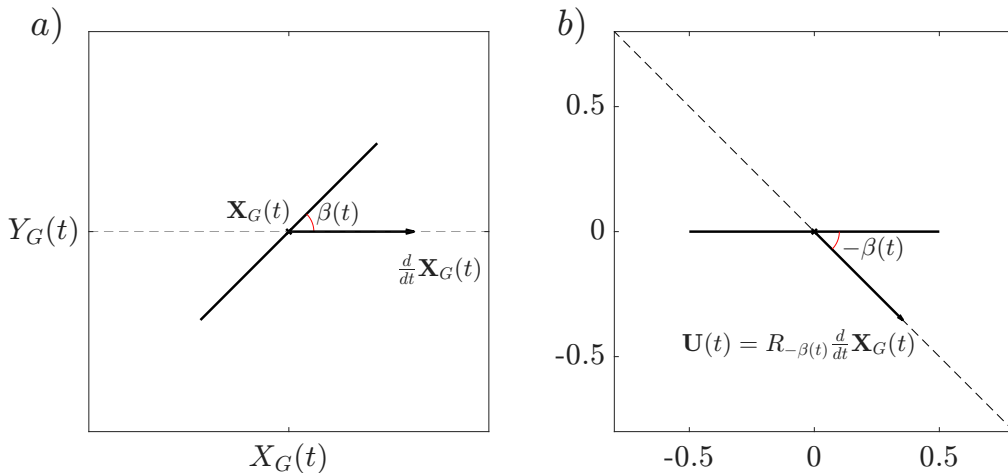 a)
X_G(t)
β(t)
Y_G(t)
d/dt X_G(t)
X_G(t)
b)
0.5
0
-0.5
−β(t)
U(t) = R_{−β(t)} d/dt X_G(t)
-0.5
0
0.5